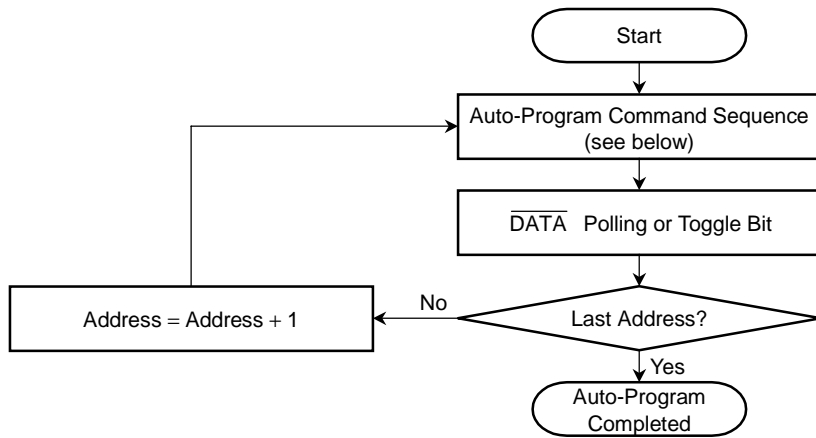 Start
Auto-Program Command Sequence
(see below)
DATA Polling or Toggle Bit
Last Address?
No
Address = Address + 1
Yes
Auto-Program
Completed